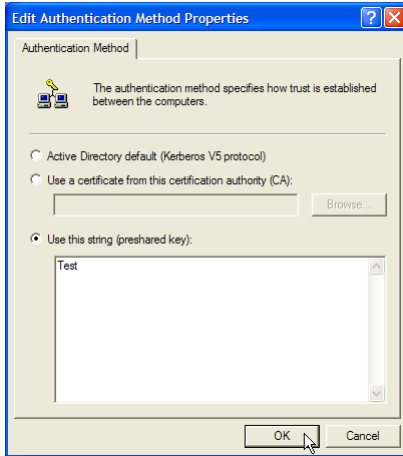 Edit Authentication Method Properties
Authentication Method
The authentication method specifies how trust is established
between the computers.
Active Directory default (Kerberos V5 protocol)
Use a certificate from this certification authority (CA):
Browse...
Use this string (preshared key):
Test
OK Cancel